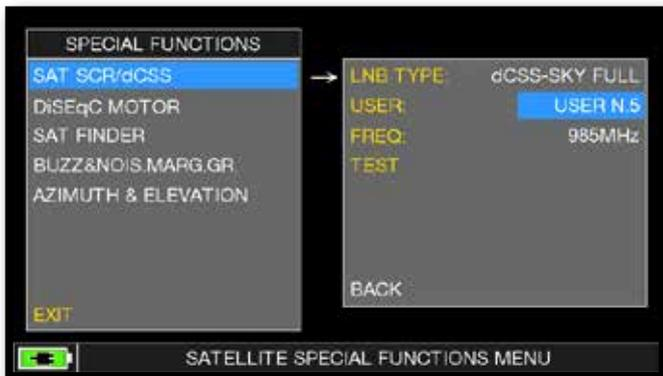 SPECIAL FUNCTIONS
SAT SCR/dCSS
DiSEqC MOTOR
SAT FINDER
BUZZ&NOIS.MARG.GR
AZIMUTH & ELEVATION
EXIT
LNB TYPE: dCSS-SKY FULL
USER: USER N.5
FREQ: 985MHz
TEST
BACK
SATELLITE SPECIAL FUNCTIONS MENU